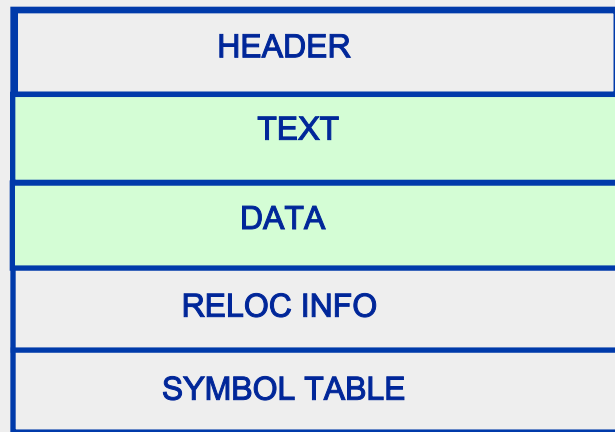 HEADER
TEXT
DATA
RELOC INFO
SYMBOL TABLE